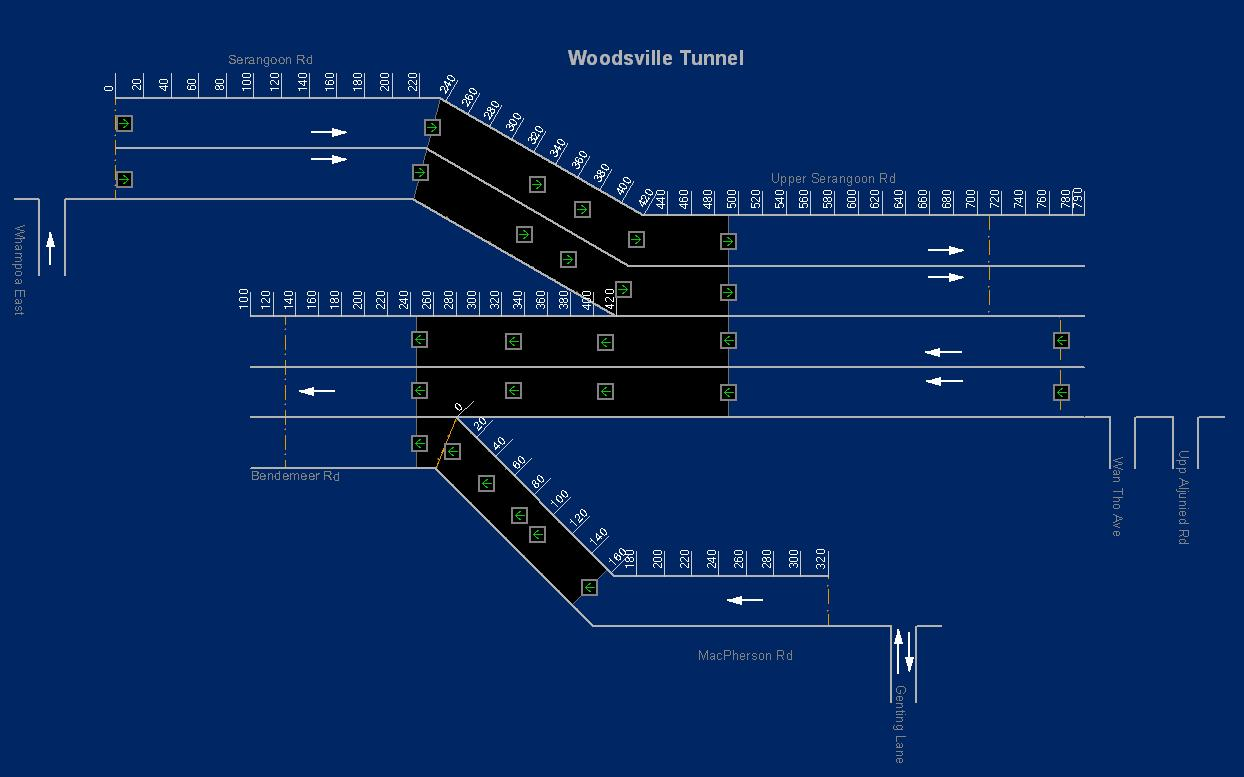 Woodsville Tunnel
Serangoon Rd
0 20 40 60 80 100 120 140 160 180 200 220 240 260 280 300 320 340 360 380 400 420 440 460 480 500 520 540 560 580 600 620 640 660 680 700 720 740 760 780 790
Upper Serangoon Rd
Whampoa East
100 120 140 160 180 200 220 240 260 280 300 320 340 360 380 400 420
Bendemeer Rd
0 20 40 60 80 100 120 140 160 180 200 220 240 260 280 300 320
Wan Tho Ave
Upp Aljunied Rd
MacPherson Rd
Genting Lane